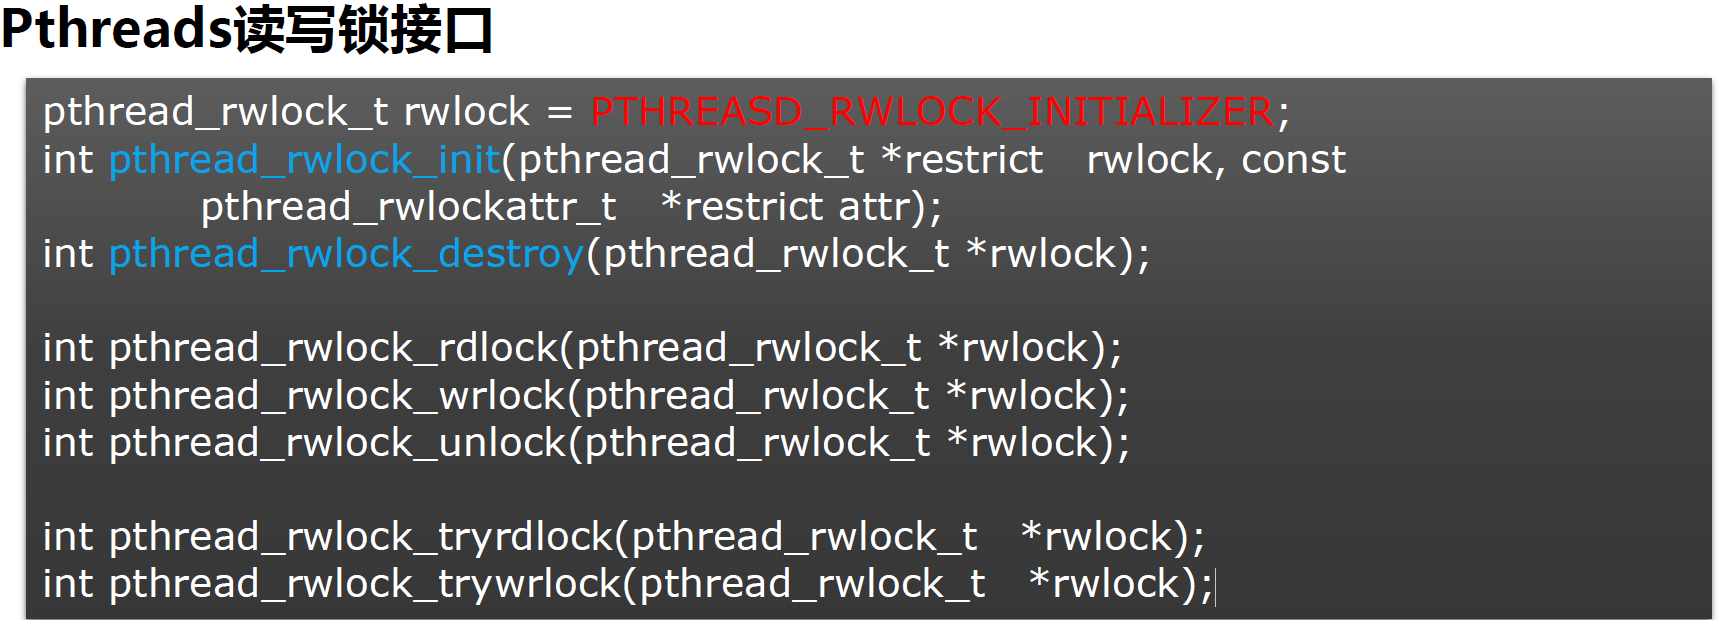 Pthreads读写锁接口
pthread_rwlock_t rwlock = PTHREASD_RWLOCK_INITIALIZER;
int pthread_rwlock_init(pthread_rwlock_t *restrict rwlock, const
pthread_rwlockattr_t *restrict attr);
int pthread_rwlock_destroy(pthread_rwlock_t *rwlock);
int pthread_rwlock_rdlock(pthread_rwlock_t *rwlock);
int pthread_rwlock_wrlock(pthread_rwlock_t *rwlock);
int pthread_rwlock_unlock(pthread_rwlock_t *rwlock);
int pthread_rwlock_tryrdlock(pthread_rwlock_t *rwlock);
int pthread_rwlock_trywrlock(pthread_rwlock_t *rwlock);